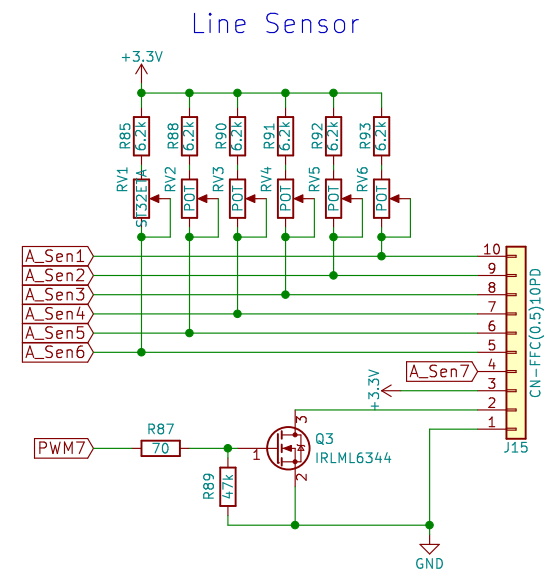 Line Sensor
+3.3V
R85 6.2k
R88 6.2k
R90 6.2k
R91 6.2k
R92 6.2k
R93 6.2k
RV1 ST32ETA
RV2 POT
RV3 POT
RV4 POT
RV5 POT
RV6 POT
A_Sen1
A_Sen2
A_Sen3
A_Sen4
A_Sen5
A_Sen6
A_Sen7
+3.3V
10
9
8
7
6
5
4
3
2
1
CN-FFC(0.5)10PD
J15
PWM7
R87
70
R89 47k
1
3
2
Q3
IRLML6344
GND